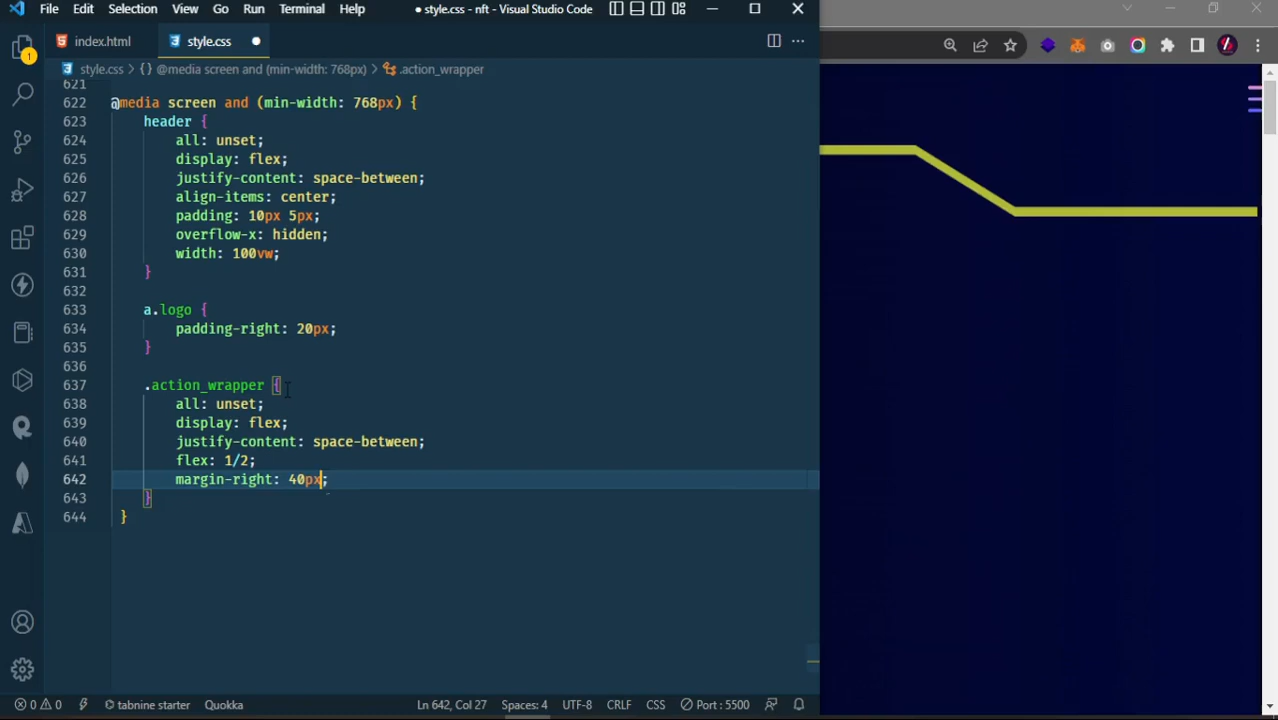 File Edit Selection View Go Run Terminal Help ● style.css - nft - Visual Studio Code
index.html style.css ●
style.css > {} @media screen and (min-width: 768px) > .action_wrapper
621
622 @media screen and (min-width: 768px) {
623 header {
624 all: unset;
625 display: flex;
626 justify-content: space-between;
627 align-items: center;
628 padding: 10px 5px;
629 overflow-x: hidden;
630 width: 100vw;
631 }
632
633 a.logo {
634 padding-right: 20px;
635 }
636
637 .action_wrapper {
638 all: unset;
639 display: flex;
640 justify-content: space-between;
641 flex: 1/2;
642 margin-right: 40px;
643 }
644 }
1
0 0 tabnine starter Quokka Ln 642, Col 27 Spaces: 4 UTF-8 CRLF CSS Port : 5500